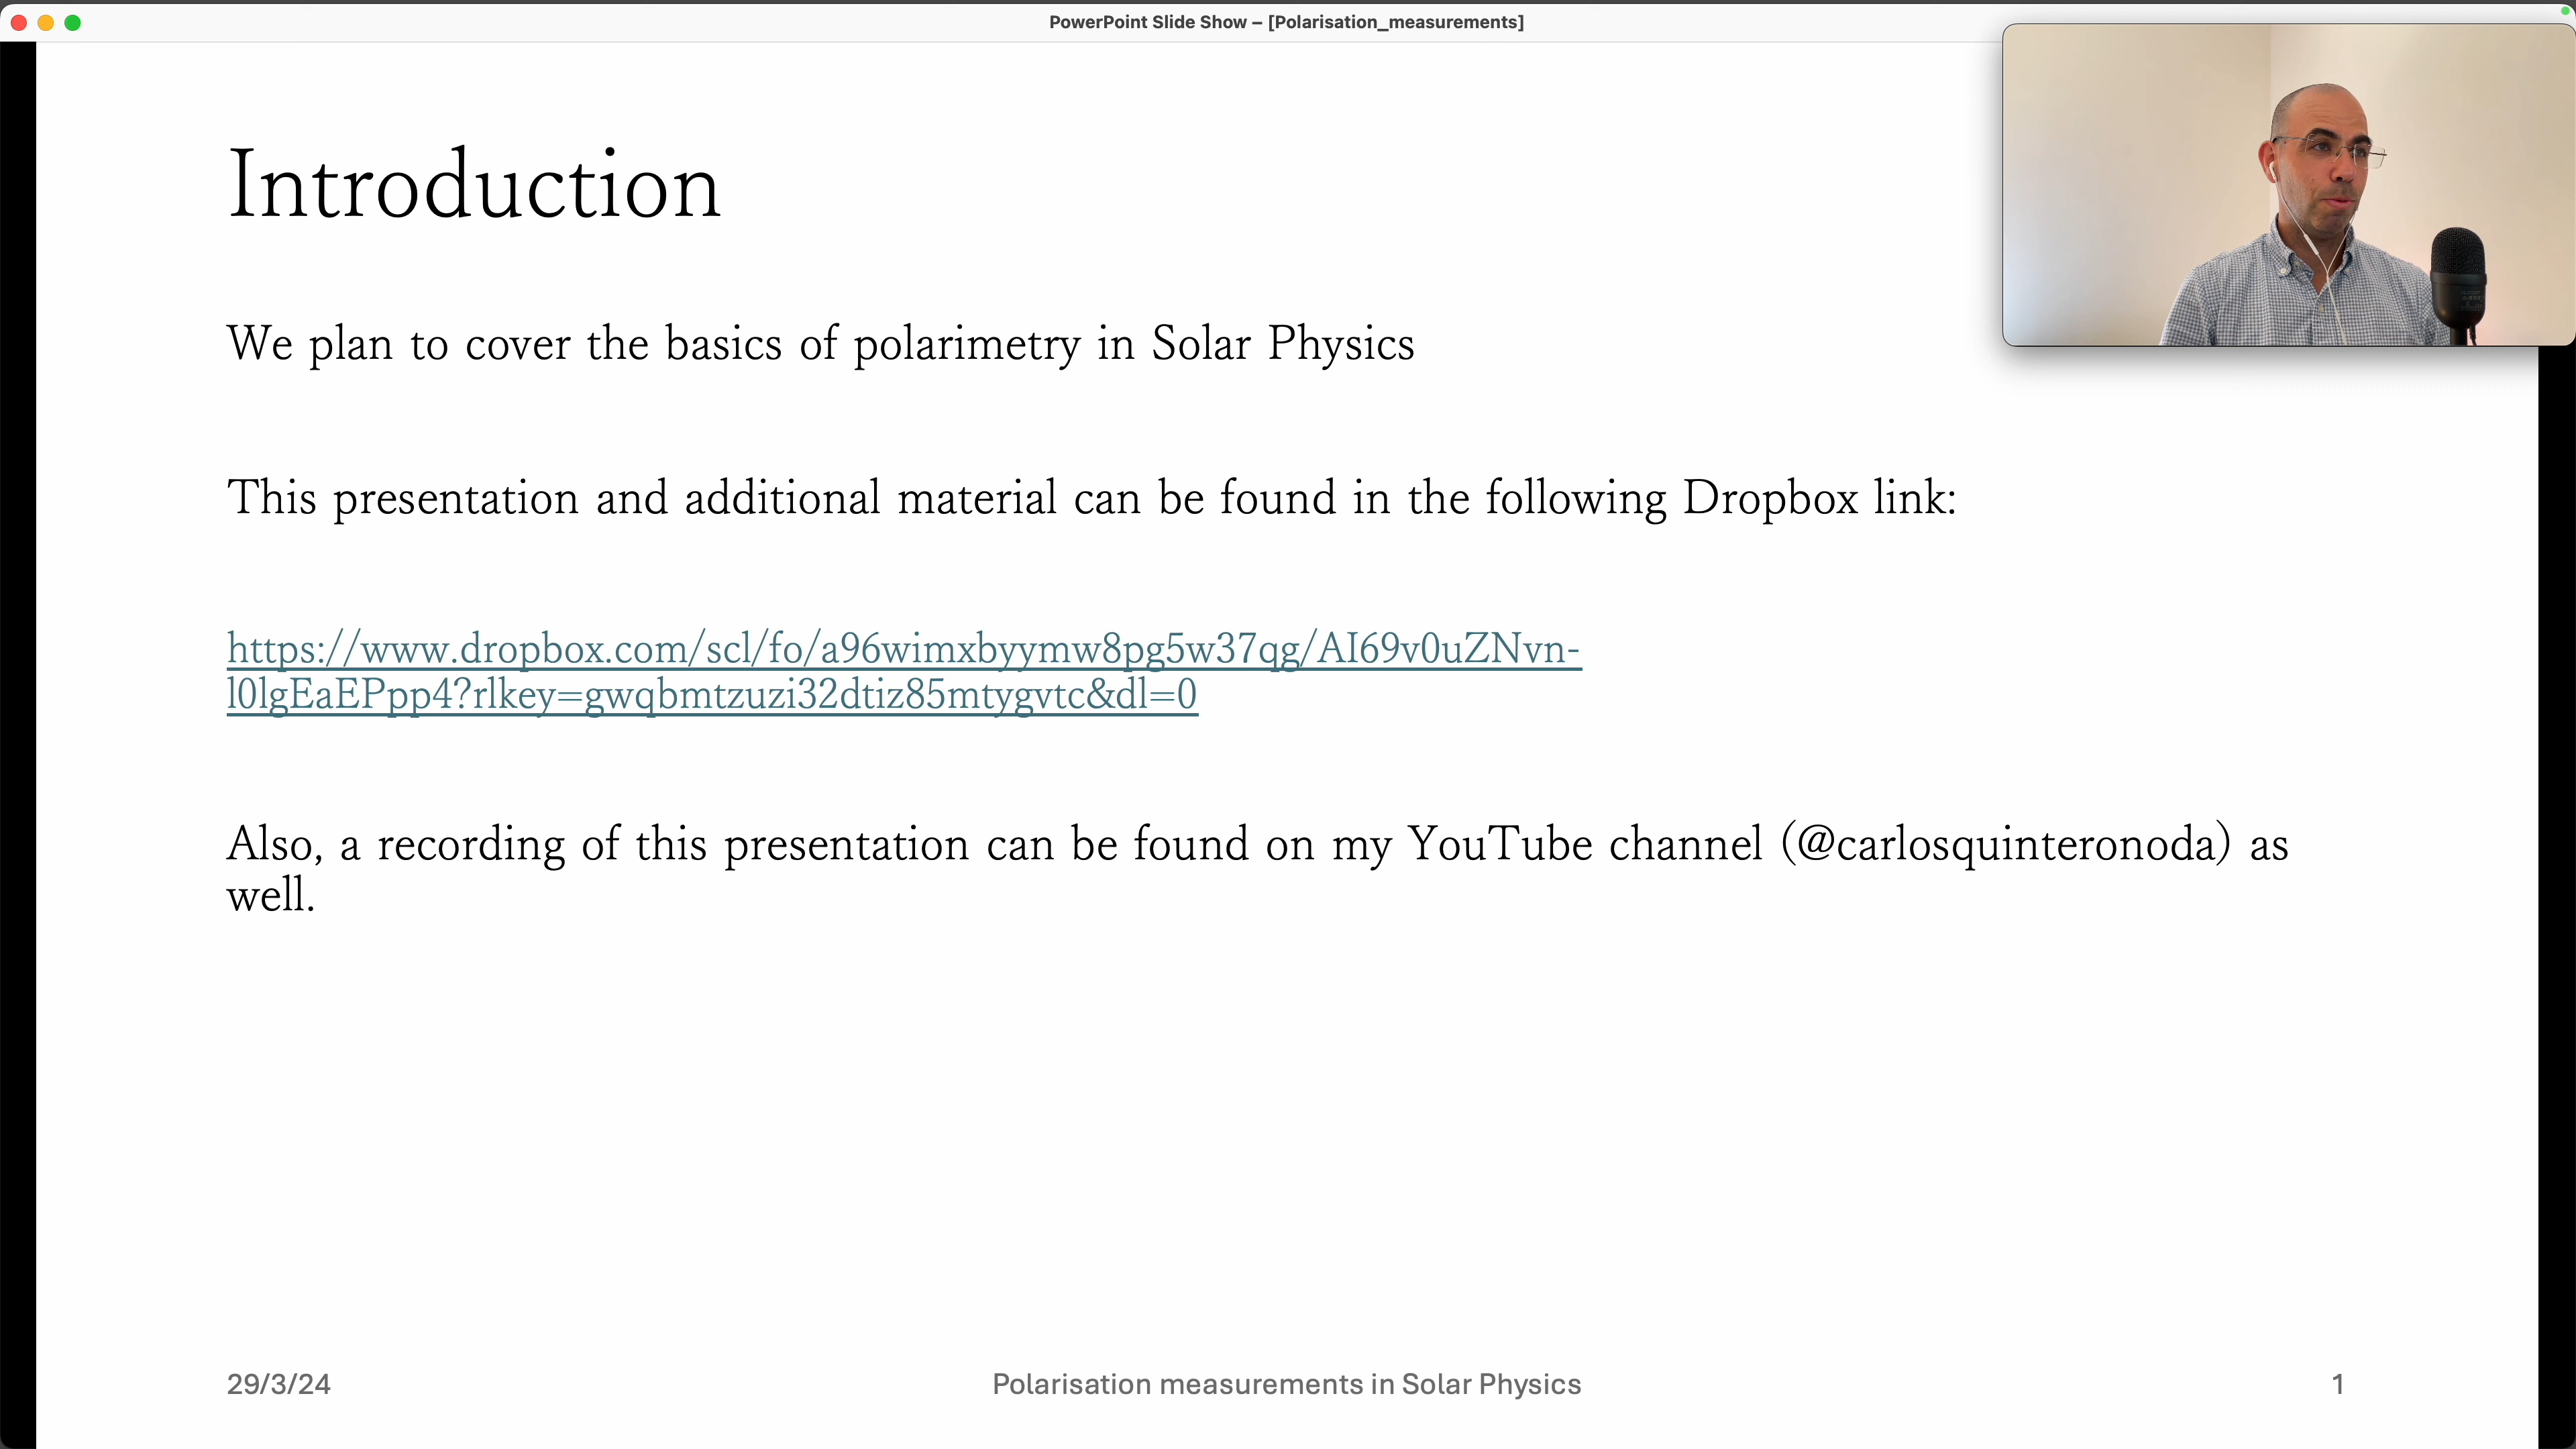 PowerPoint Slide Show – [Polarisation_measurements]
Introduction
We plan to cover the basics of polarimetry in Solar Physics
This presentation and additional material can be found in the following Dropbox link:
https://www.dropbox.com/scl/fo/a96wimxbyymw8pg5w37qg/AI69v0uZNvn-
l0lgEaEPpp4?rlkey=gwqbmtzuzi32dtiz85mtygvtc&dl=0
Also, a recording of this presentation can be found on my YouTube channel (@carlosquinteronoda) as
well.
29/3/24
Polarisation measurements in Solar Physics
1